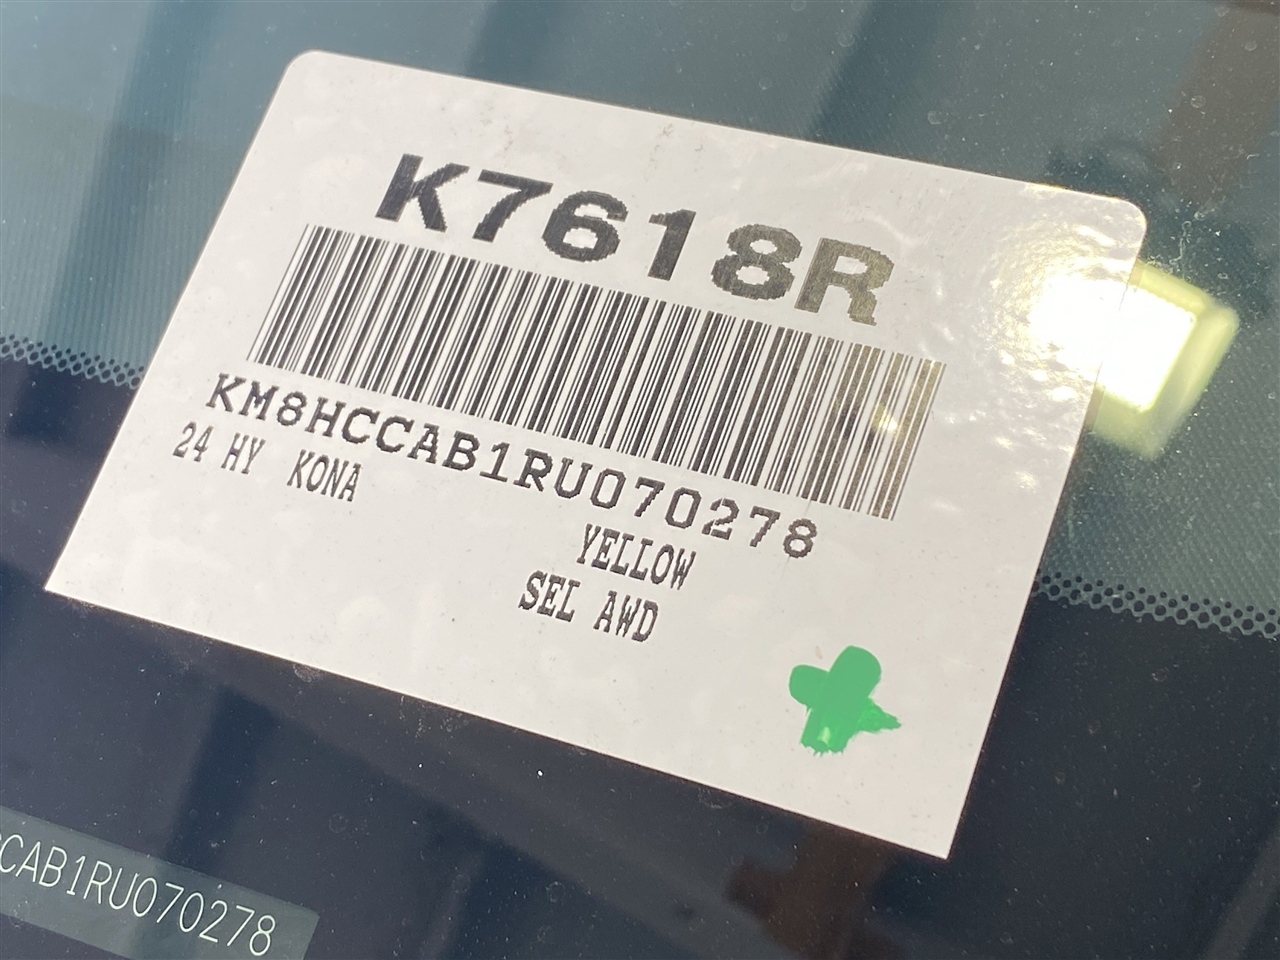 K7618R
KM8HCCAB1RU070278
24 HY KONA
YELLOW
SEL AWD
CAB1RU070278